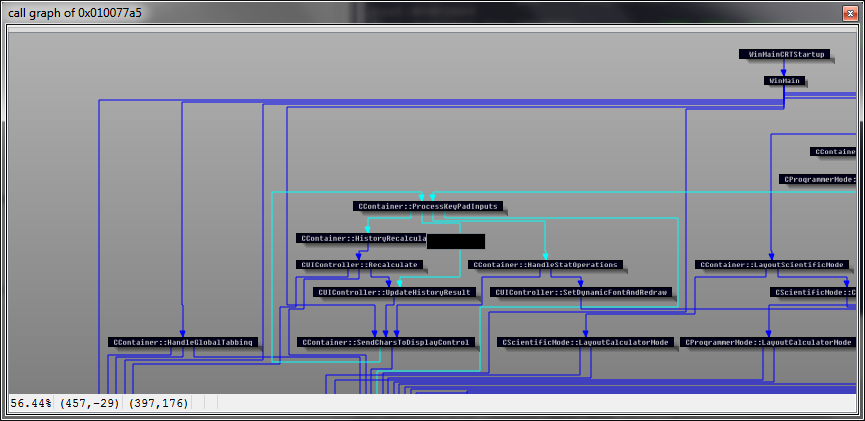 call graph of 0x010077a5
WinMainCRTStartup
WinMain
CContaine
CProgrammerMode:
CContainer::ProcessKeyPadInputs
CContainer::HistoryRecalcula
CUIController::Recalculate
CContainer::HandleStatOperations
CContainer::LayoutScientificMode
CUIController::UpdateHistoryResult
CUIController::SetDynamicFontAndRedraw
CScientificMode::C
CContainer::HandleGlobalTabbing
CContainer::SendCharsToDisplayControl
CScientificMode::LayoutCalculatorMode
CProgrammerMode::LayoutCalculatorMode
56.44% (457,-29) (397,176)